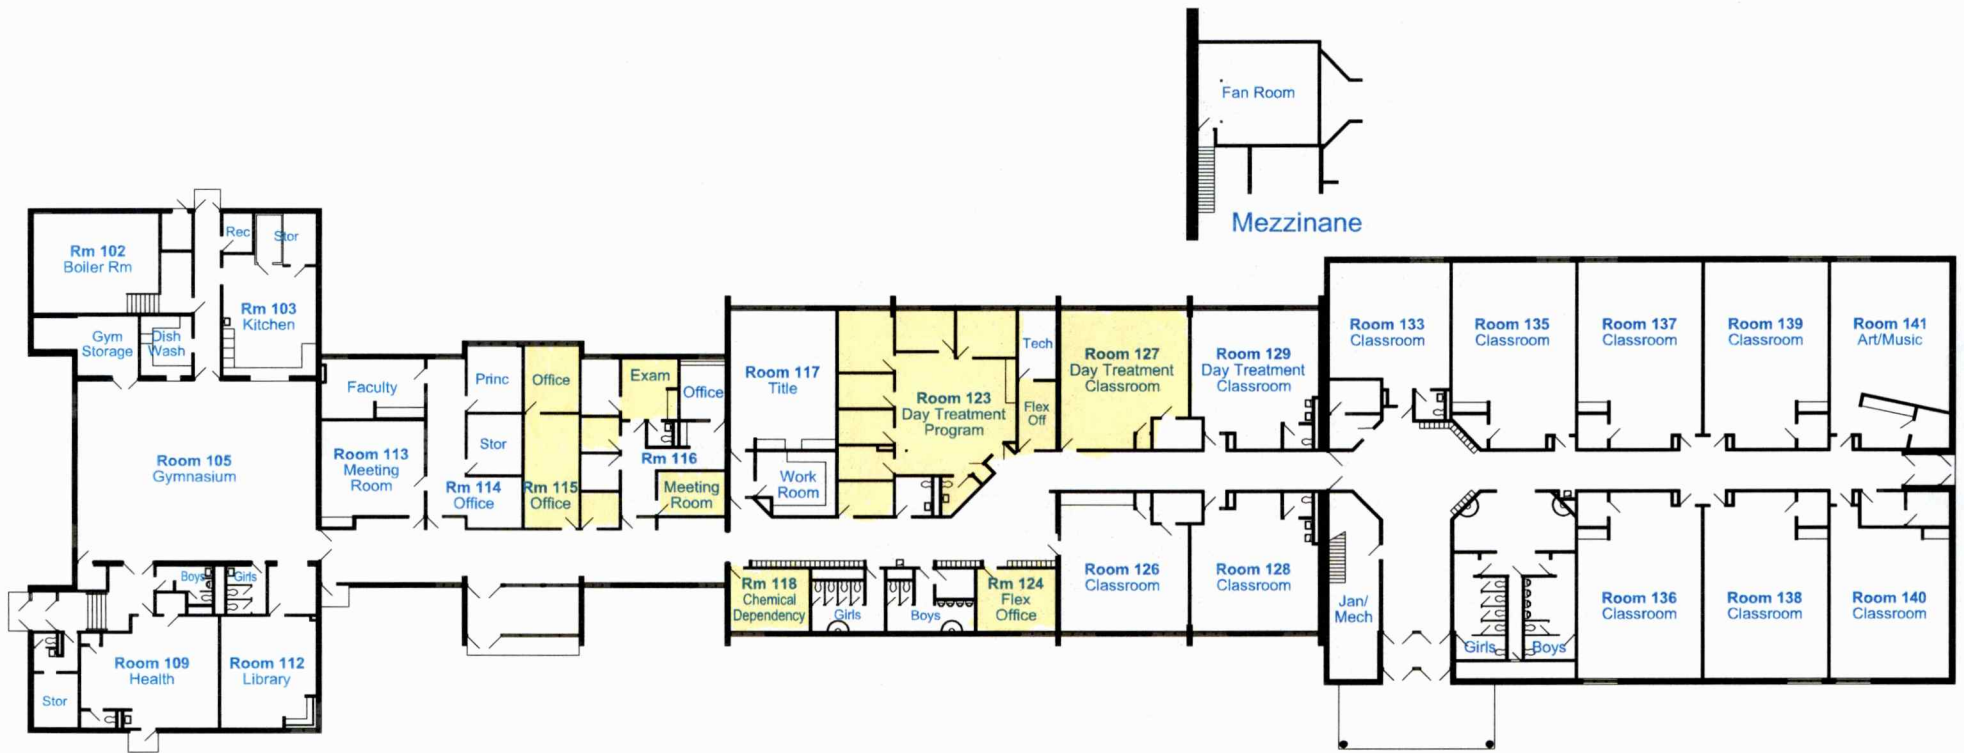 Fan Room
Mezzinane
Rm 102
Boiler Rm
Rec
Stor
Rm 103
Kitchen
Gym
Storage
Dish
Wash
Room 105
Gymnasium
Boys
Girls
Room 109
Health
Room 112
Library
Stor
Faculty
Room 113
Meeting
Room
Princ
Stor
Rm 114
Office
Office
Rm 115
Office
Exam
Office
Rm 116
Meeting
Room
Room 117
Title
Work
Room
Room 123
Day Treatment
Program
Tech
Flex
Off
Rm 118
Chemical
Dependency
Girls
Boys
Rm 124
Flex
Office
Room 127
Day Treatment
Classroom
Room 129
Day Treatment
Classroom
Room 126
Classroom
Room 128
Classroom
Room 133
Classroom
Room 135
Classroom
Room 137
Classroom
Room 139
Classroom
Room 141
Art/Music
Jan/
Mech
Girls
Boys
Room 136
Classroom
Room 138
Classroom
Room 140
Classroom